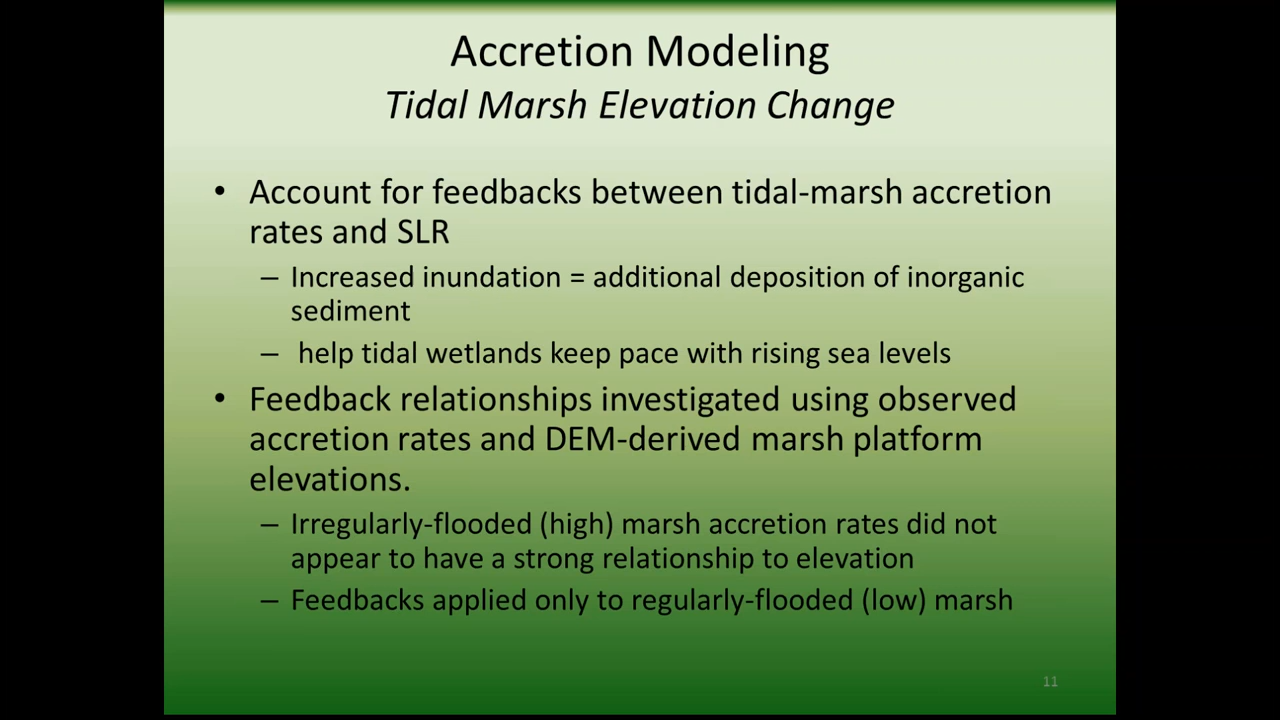 Accretion Modeling
Tidal Marsh Elevation Change
• Account for feedbacks between tidal-marsh accretion
rates and SLR
– Increased inundation = additional deposition of inorganic
sediment
– help tidal wetlands keep pace with rising sea levels
• Feedback relationships investigated using observed
accretion rates and DEM-derived marsh platform
elevations.
– Irregularly-flooded (high) marsh accretion rates did not
appear to have a strong relationship to elevation
– Feedbacks applied only to regularly-flooded (low) marsh
11